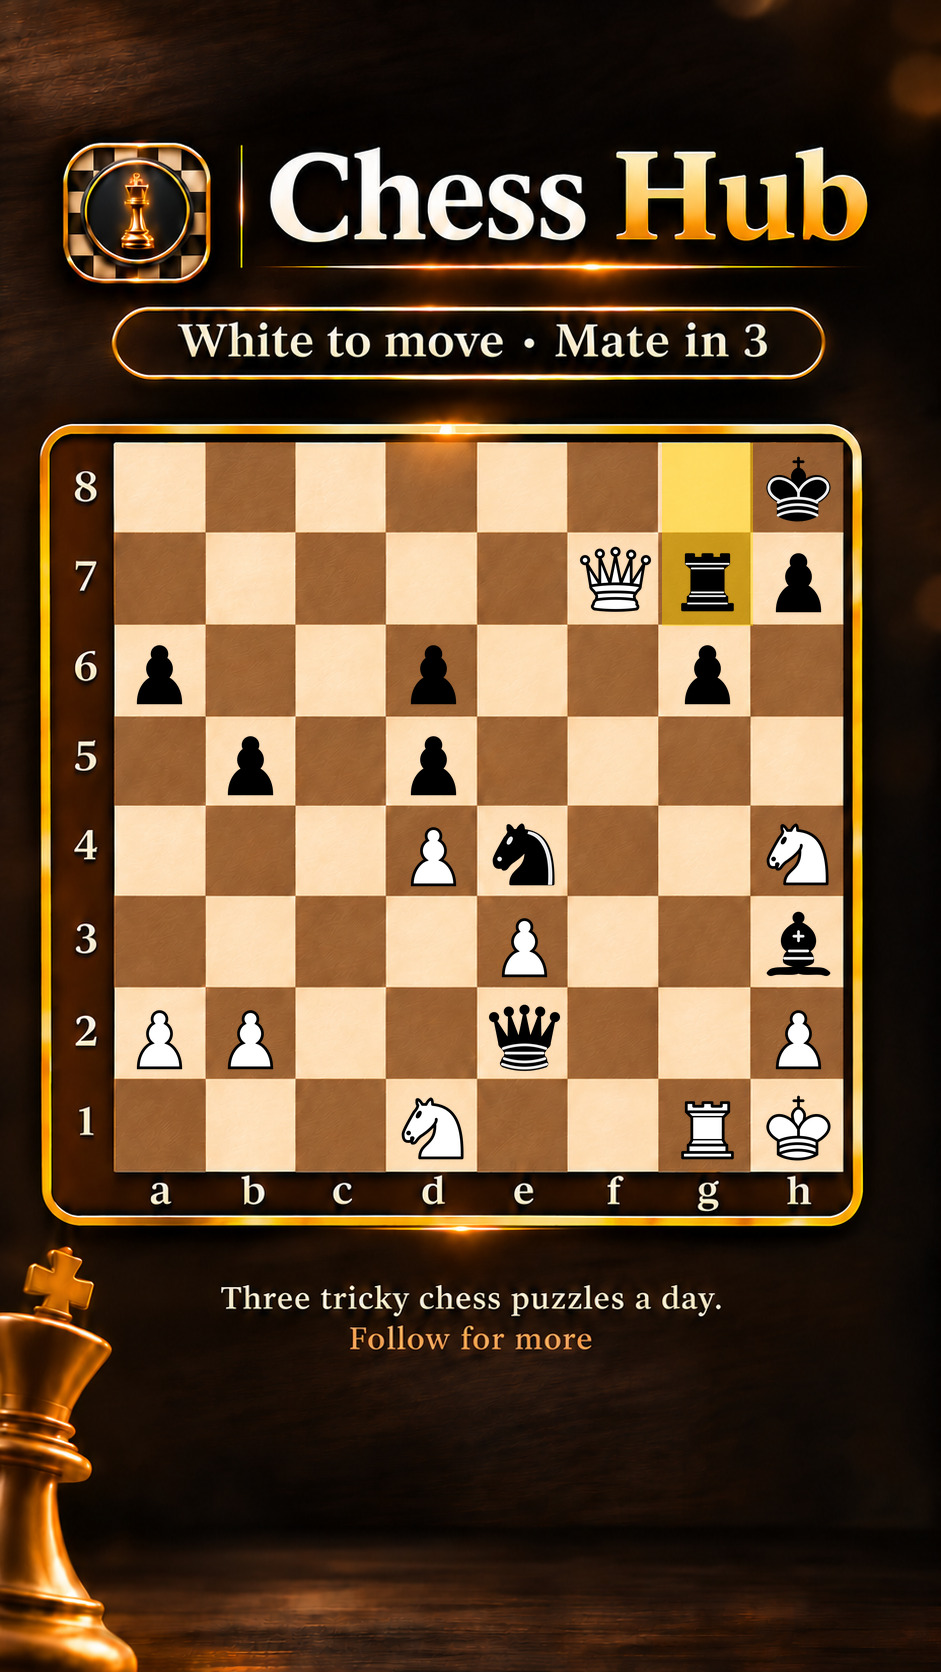 Chess Hub
White to move • Mate in 3
8
7
6
5
4
3
2
1
a b c d e f g h
Three tricky chess puzzles a day.
Follow for more